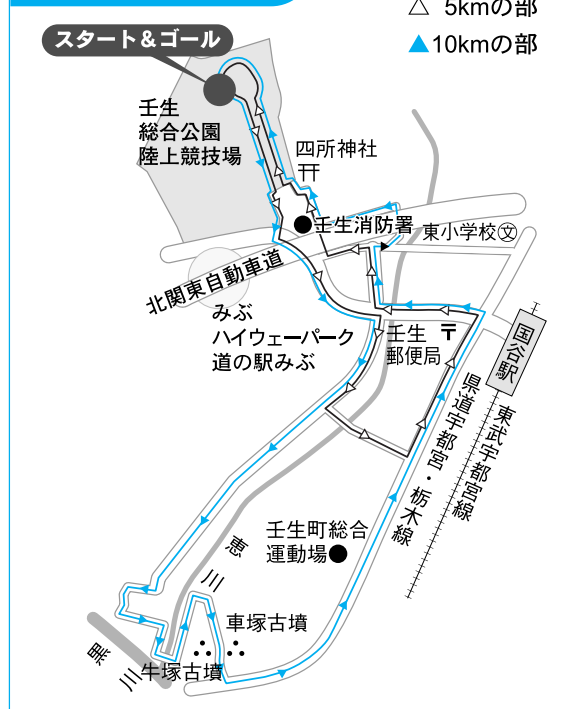 △ 5kmの部
▲10kmの部
スタート＆ゴール
壬生
総合公園
陸上競技場
四所神社
壬生消防署
東小学校
文
北関東自動車道
みぶ
ハイウェーパーク
道の駅みぶ
壬生
郵便局
〒
国谷駅
東武宇都宮線
県道宇都宮・栃木線
壬生町総合
運動場
恵川
車塚古墳
牛塚古墳
黒川